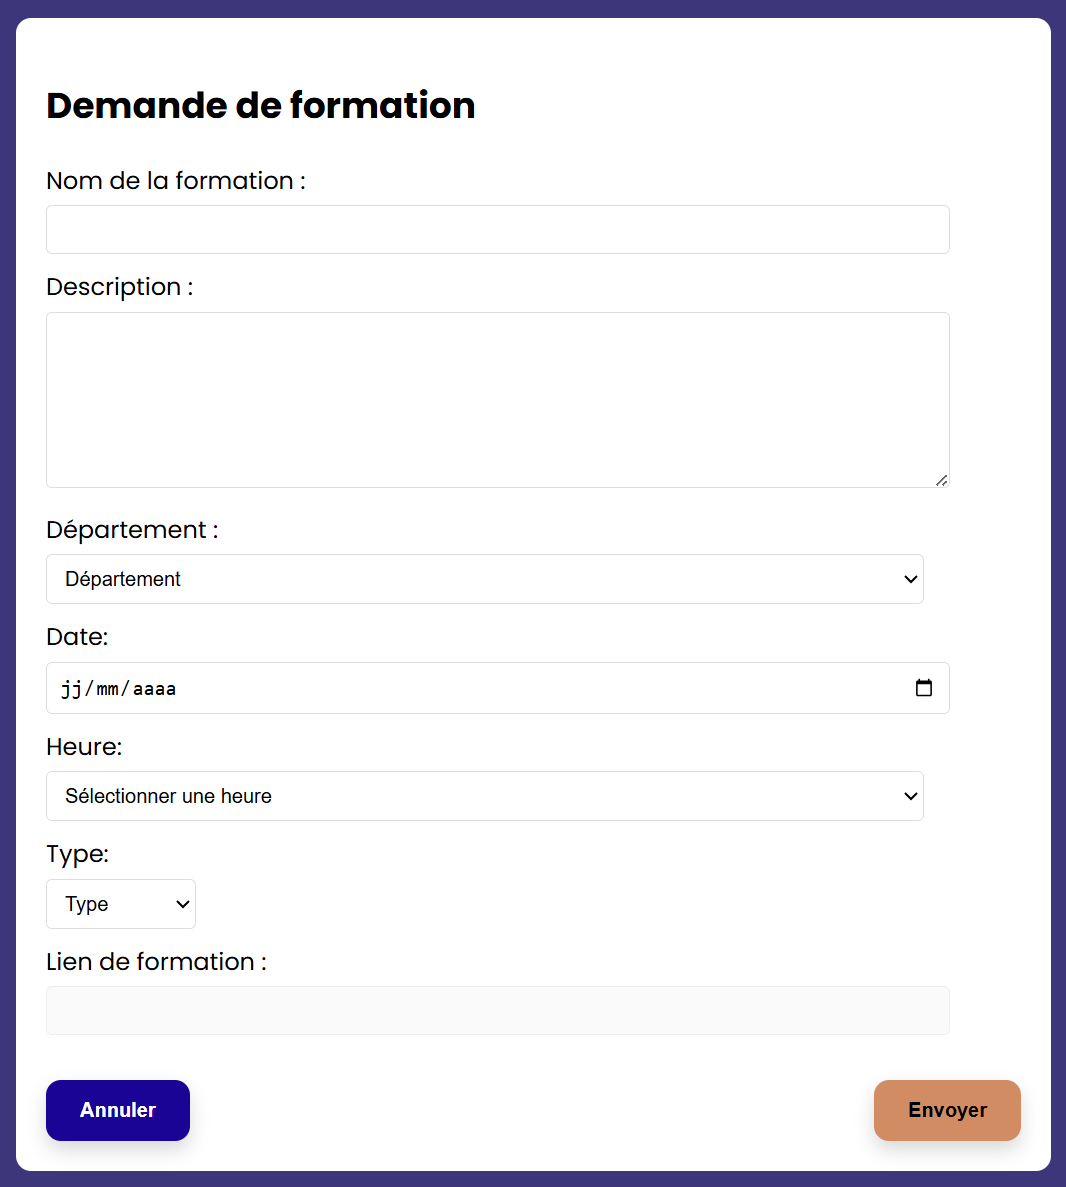 Demande de formation
Nom de la formation :
Description :
Département :
Département
Date:
jj/mm/aaaa
Heure:
Sélectionner une heure
Type:
Type
Lien de formation :
Annuler
Envoyer